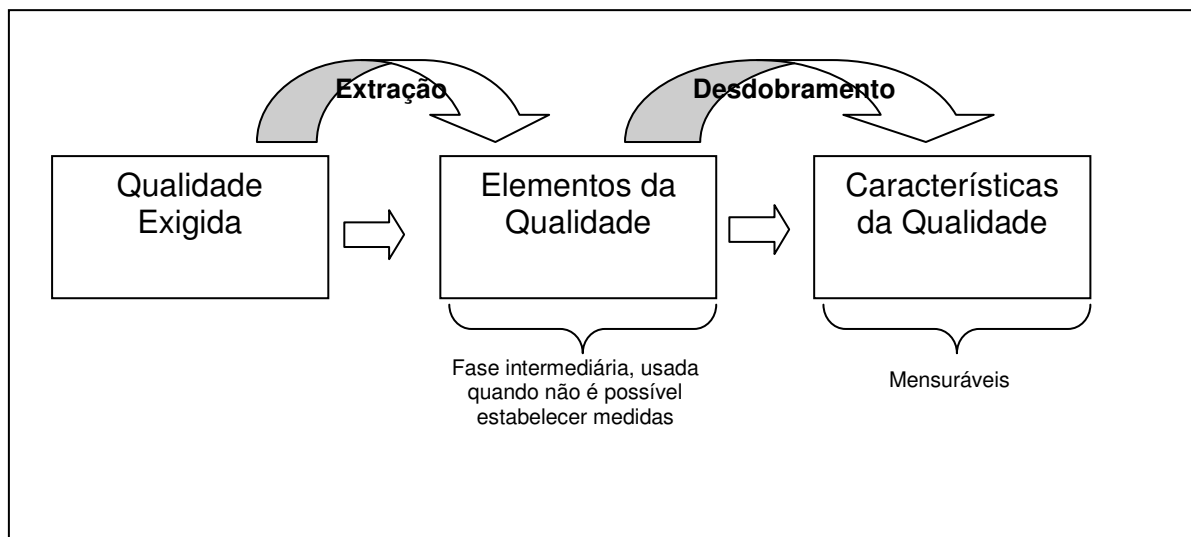 Extração
Desdobramento
Qualidade
Exigida
Elementos da
Qualidade
Características
da Qualidade
Fase intermediária, usada
quando não é possível
estabelecer medidas
Mensuráveis